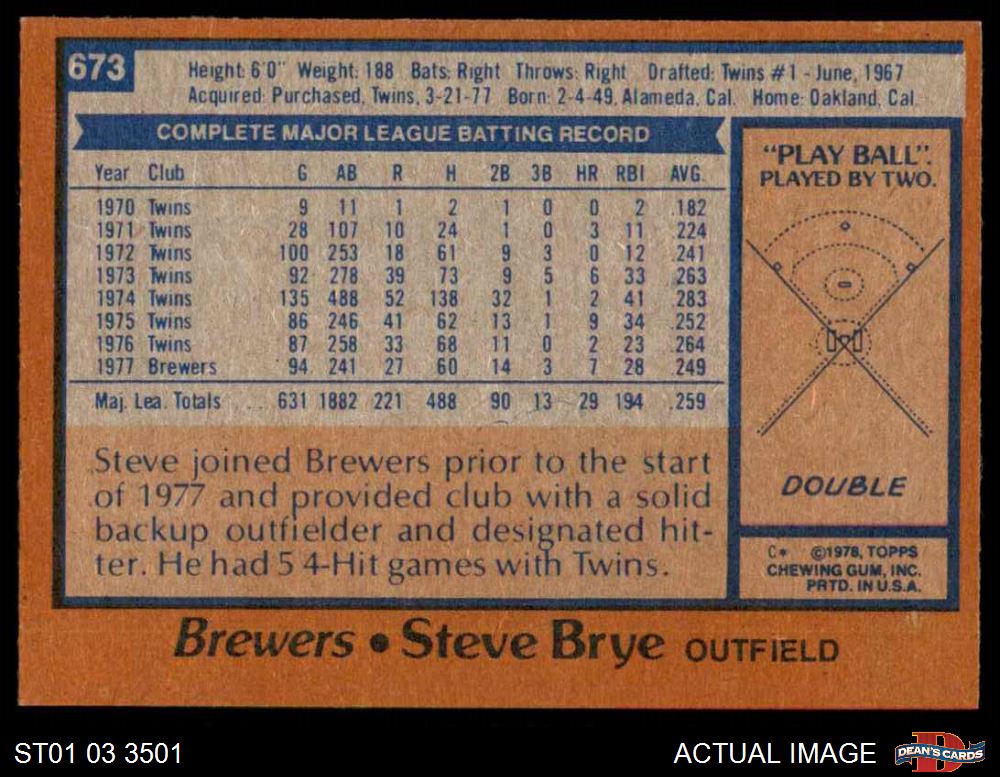 673
Height: 6'0" Weight: 188 Bats: Right Throws: Right Drafted: Twins #1 - June, 1967
Acquired: Purchased, Twins, 3-21-77 Born: 2-4-49, Alameda, Cal. Home: Oakland, Cal.
COMPLETE MAJOR LEAGUE BATTING RECORD
Year Club G AB R H 2B 3B HR RBI AVG.
1970 Twins 9 11 1 2 1 0 0 2 .182
1971 Twins 28 107 10 24 1 0 3 11 .224
1972 Twins 100 253 18 61 9 3 0 12 .241
1973 Twins 92 278 39 73 9 5 6 33 .263
1974 Twins 135 488 52 138 32 1 2 41 .283
1975 Twins 86 246 41 62 13 1 9 34 .252
1976 Twins 87 258 33 68 11 0 2 23 .264
1977 Brewers 94 241 27 60 14 3 7 28 .249
Maj. Lea. Totals 631 1882 221 488 90 13 29 194 .259
Steve joined Brewers prior to the start
of 1977 and provided club with a solid
backup outfielder and designated hit-
ter. He had 5 4-Hit games with Twins.
"PLAY BALL".
PLAYED BY TWO.
DOUBLE
C* ©1978, TOPPS
CHEWING GUM, INC.
PRTD. IN U.S.A.
Brewers • Steve Brye OUTFIELD
ST01 03 3501
ACTUAL IMAGE
D
DEAN'S CARDS